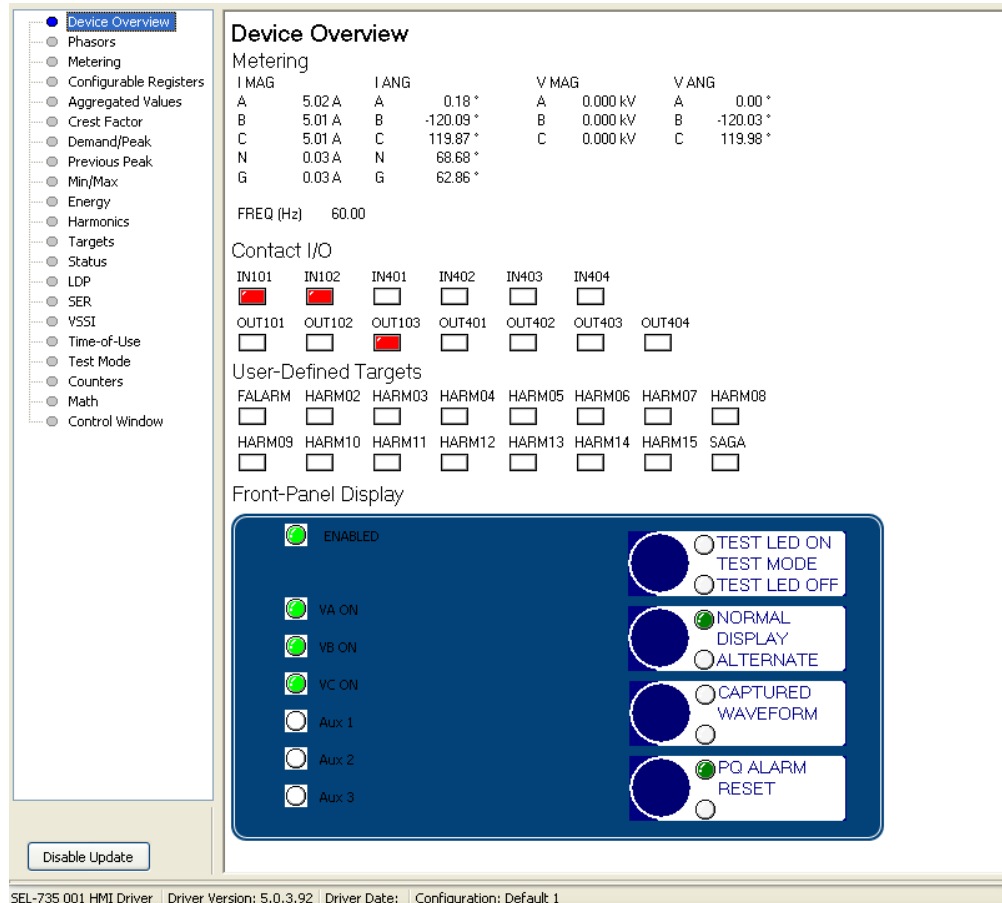 Device Overview
Phasors
Metering
Configurable Registers
Aggregated Values
Crest Factor
Demand/Peak
Previous Peak
Min/Max
Energy
Harmonics
Targets
Status
LDP
SER
VSSI
Time-of-Use
Test Mode
Counters
Math
Control Window
Disable Update
Device Overview
Metering
I MAG I ANG V MAG V ANG
A 5.02 A A 0.18 ° A 0.000 kV A 0.00 °
B 5.01 A B -120.09 ° B 0.000 kV B -120.03 °
C 5.01 A C 119.87 ° C 0.000 kV C 119.98 °
N 0.03 A N 68.68 °
G 0.03 A G 62.86 °
FREQ (Hz) 60.00
Contact I/O
IN101 IN102 IN401 IN402 IN403 IN404
OUT101 OUT102 OUT103 OUT401 OUT402 OUT403 OUT404
User-Defined Targets
FALARM HARM02 HARM03 HARM04 HARM05 HARM06 HARM07 HARM08
HARM09 HARM10 HARM11 HARM12 HARM13 HARM14 HARM15 SAGA
Front-Panel Display
ENABLED
VA ON
VB ON
VC ON
Aux 1
Aux 2
Aux 3
TEST LED ON
TEST MODE
TEST LED OFF
NORMAL
DISPLAY
ALTERNATE
CAPTURED
WAVEFORM
PQ ALARM
RESET
SEL-735 001 HMI Driver Driver Version: 5.0.3.92 Driver Date: Configuration: Default 1